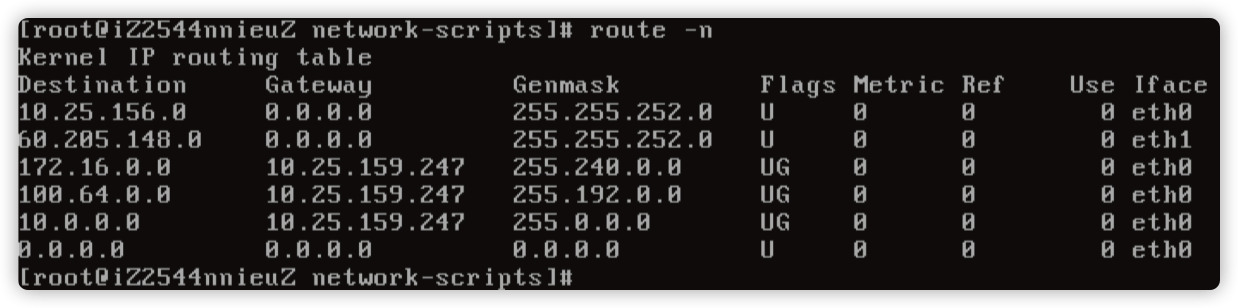 [root@iZ2544nnieuZ network-scripts]# route -n
Kernel IP routing table
Destination     Gateway         Genmask         Flags Metric Ref    Use Iface
10.25.156.0     0.0.0.0         255.255.252.0   U     0      0        0 eth0
60.205.148.0    0.0.0.0         255.255.252.0   U     0      0        0 eth1
172.16.0.0      10.25.159.247   255.240.0.0     UG    0      0        0 eth0
100.64.0.0      10.25.159.247   255.192.0.0     UG    0      0        0 eth0
10.0.0.0        10.25.159.247   255.0.0.0       UG    0      0        0 eth0
0.0.0.0         0.0.0.0         0.0.0.0         U     0      0        0 eth0
[root@iZ2544nnieuZ network-scripts]#